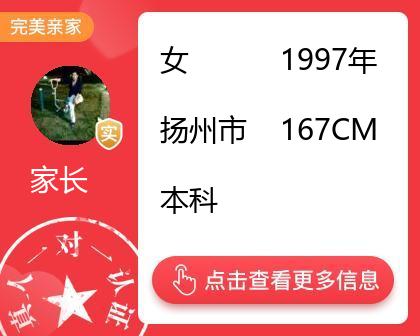 完美亲家
女 1997年
扬州市 167CM
本科
实
家长
真人一对一认证
点击查看更多信息